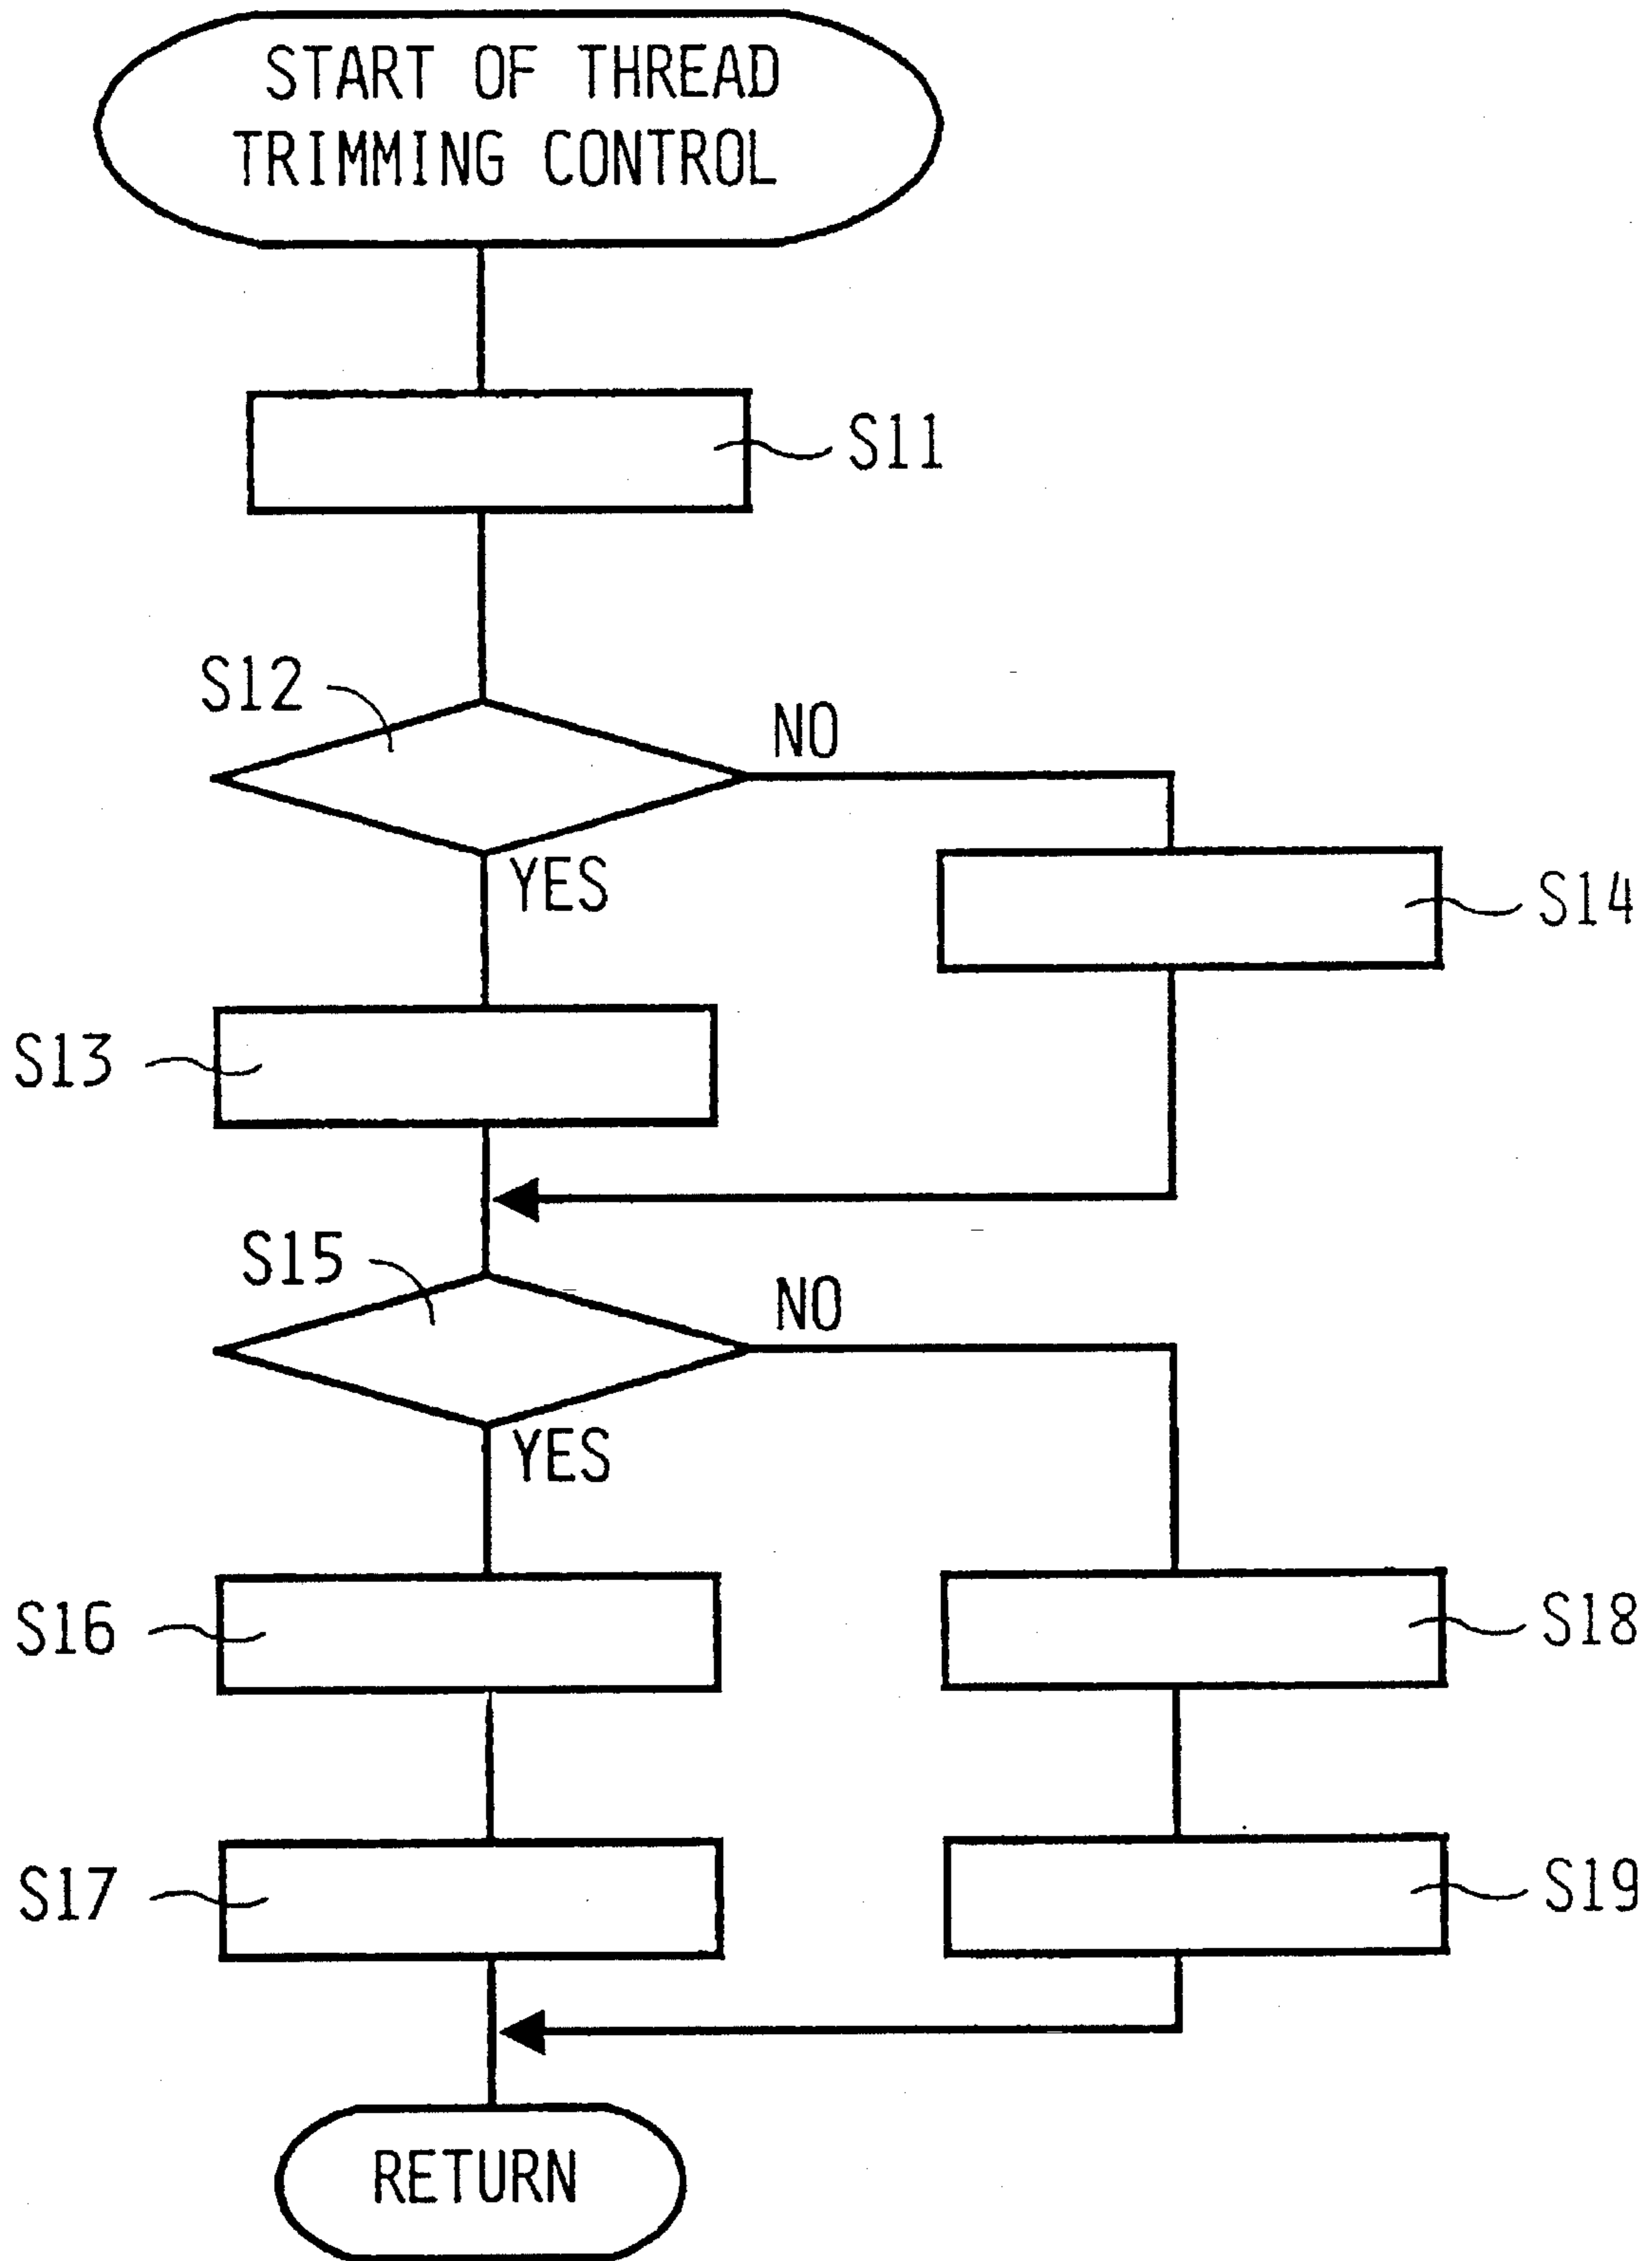 START OF THREAD
TRIMMING CONTROL
S11
S12
NO
YES
S14
S13
S15
NO
YES
S16
S18
S17
S19
RETURN